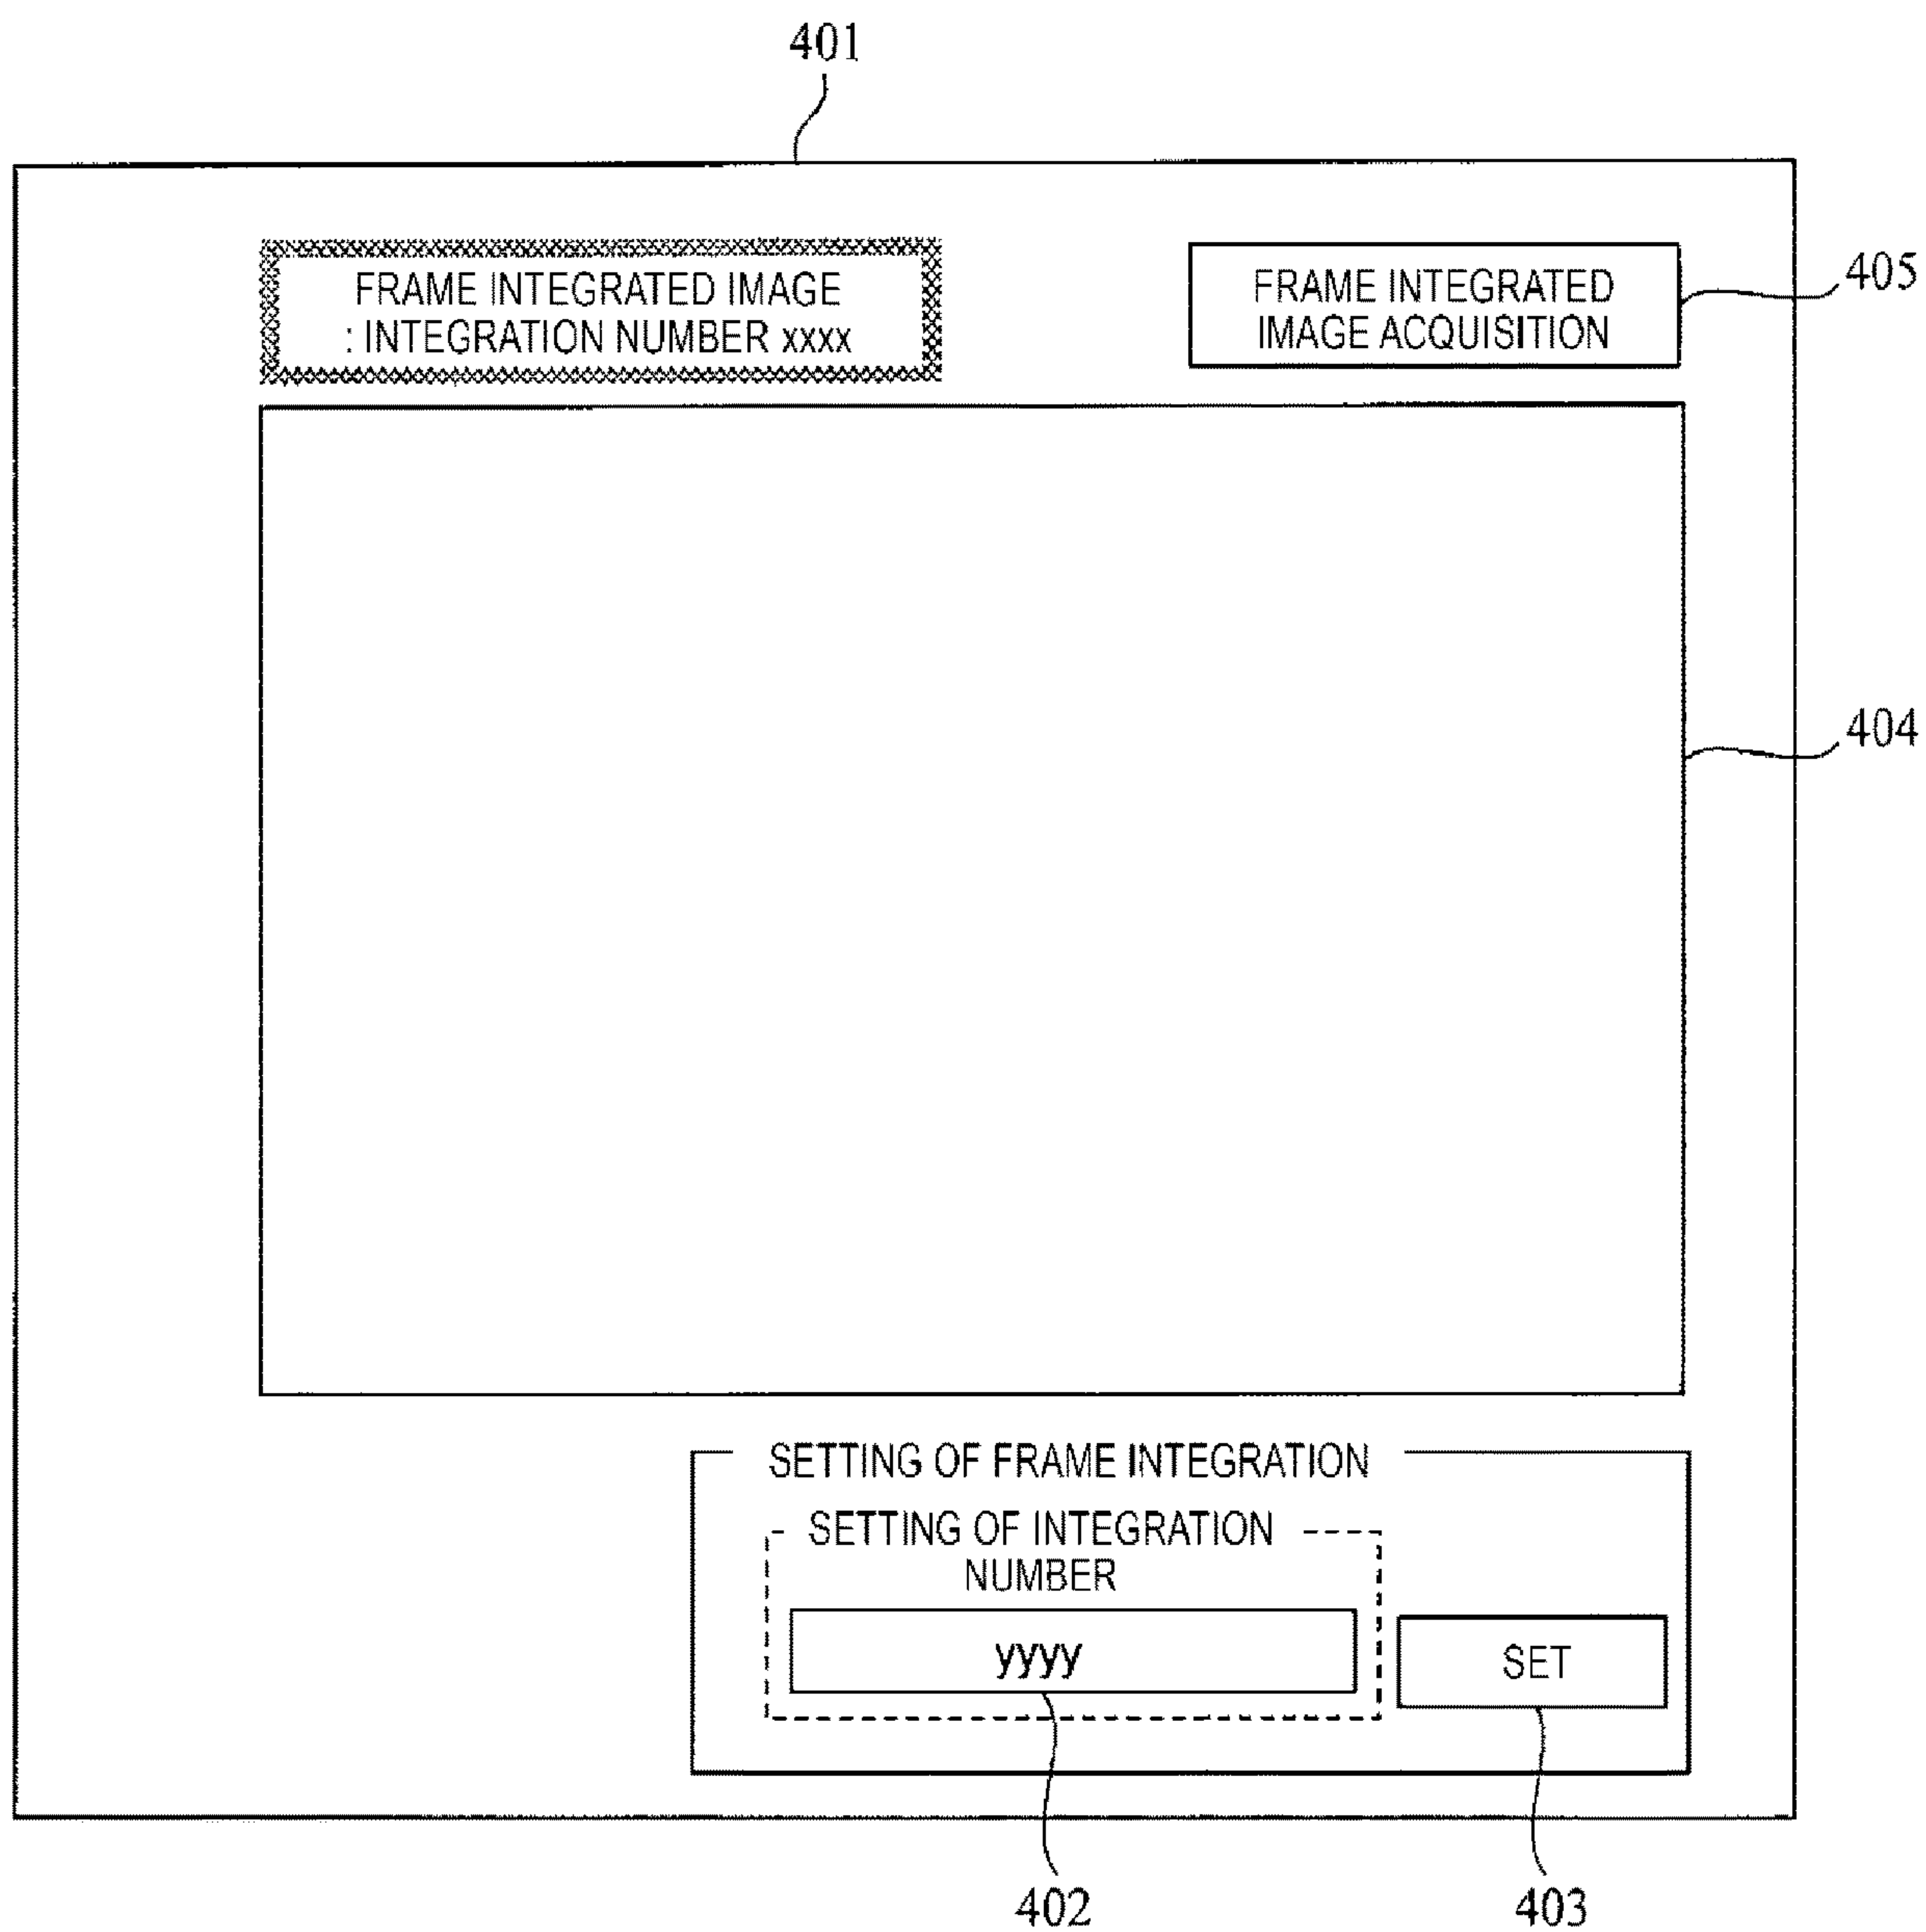 401
FRAME INTEGRATED IMAGE
: INTEGRATION NUMBER xxxx
FRAME INTEGRATED
IMAGE ACQUISITION
405
404
SETTING OF FRAME INTEGRATION
SETTING OF INTEGRATION
NUMBER
yyyy
SET
402
403